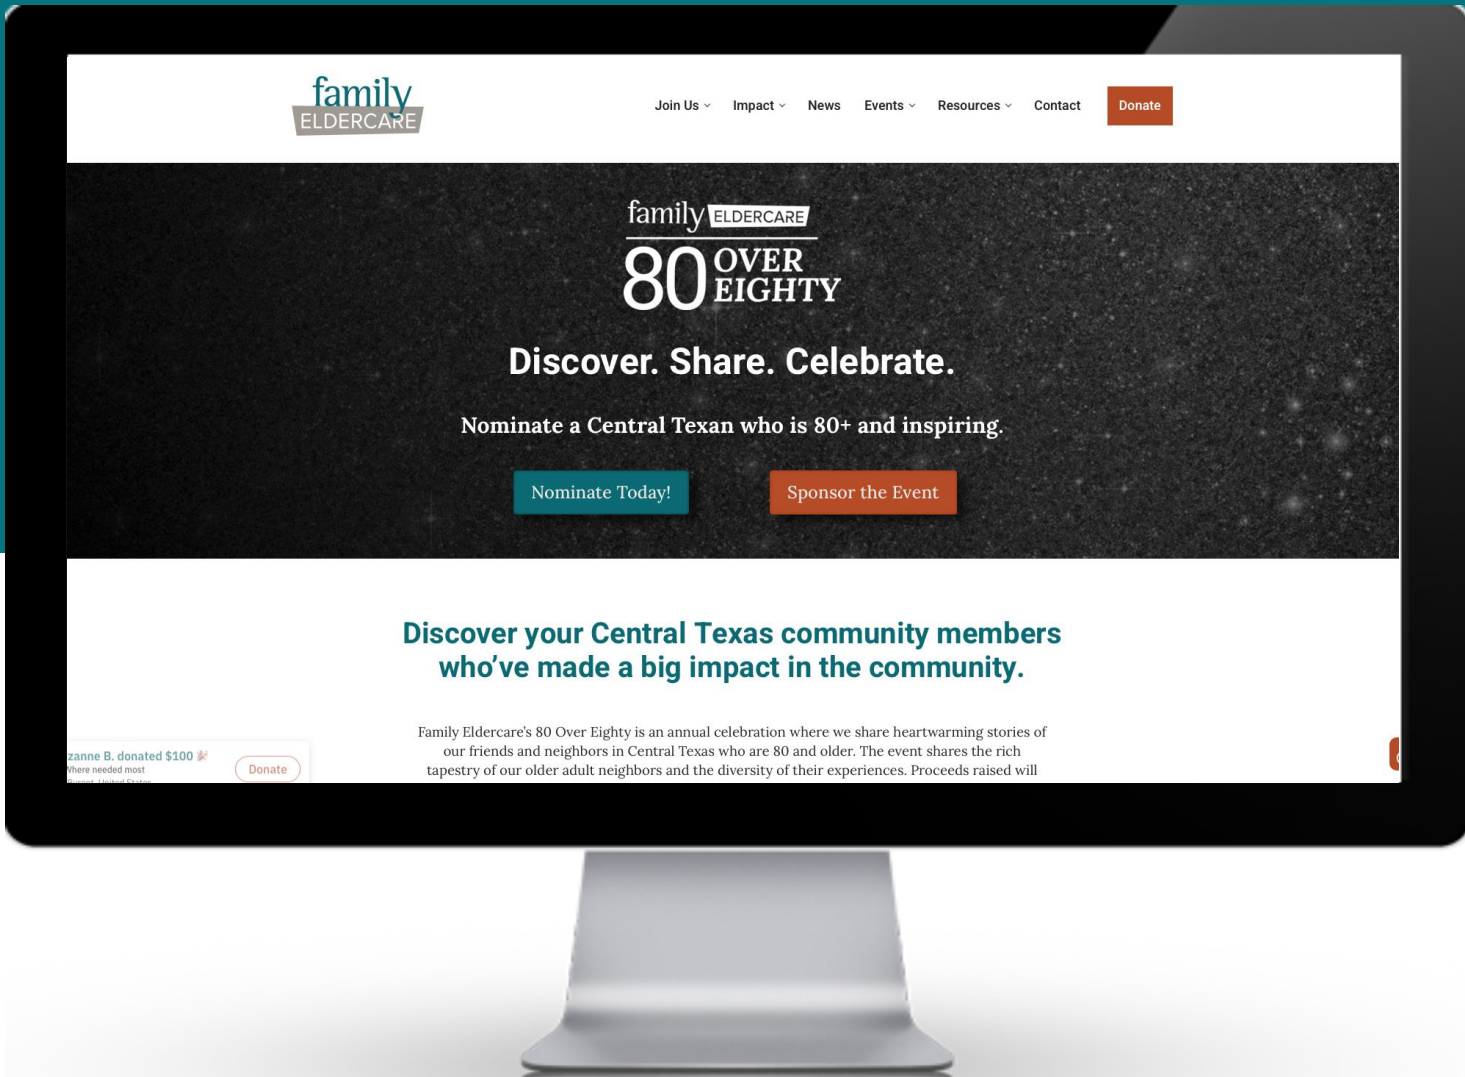 family
ELDERCARE
Join Us Impact News Events Resources Contact Donate
family ELDERCARE
80 OVER EIGHTY
Discover. Share. Celebrate.
Nominate a Central Texan who is 80+ and inspiring.
Nominate Today! Sponsor the Event
Discover your Central Texas community members
who’ve made a big impact in the community.
Family Eldercare’s 80 Over Eighty is an annual celebration where we share heartwarming stories of
our friends and neighbors in Central Texas who are 80 and older. The event shares the rich
tapestry of our older adult neighbors and the diversity of their experiences. Proceeds raised will
zanne B. donated $100
Where needed most
United States
Donate